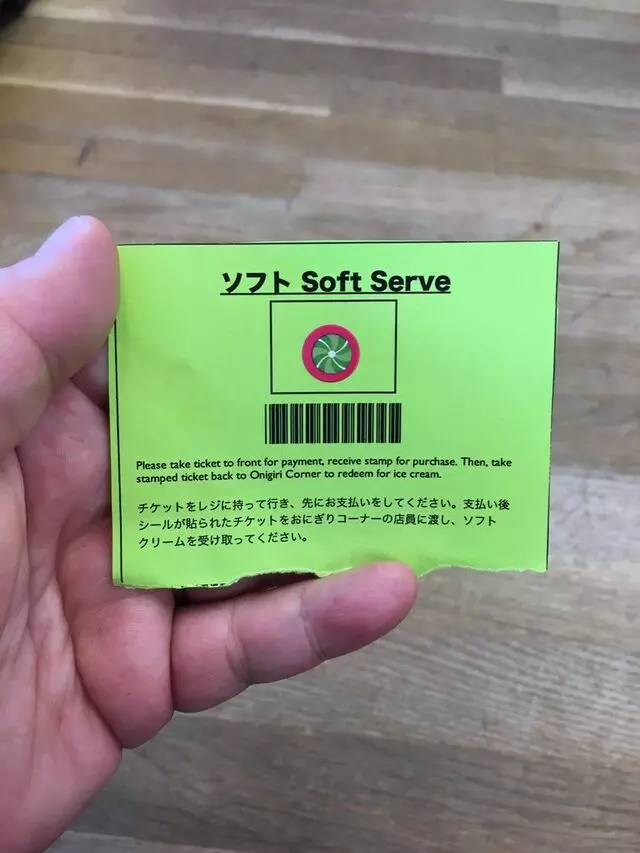 ソフト Soft Serve
Please take ticket to front for payment, receive stamp for purchase. Then, take
stamped ticket back to Onigiri Corner to redeem for ice cream.
チケットをレジに持って行き、先にお支払いをしてください。支払い後
シールが貼られたチケットをおにぎりコーナーの店員に渡し、ソフト
クリームを受け取ってください。